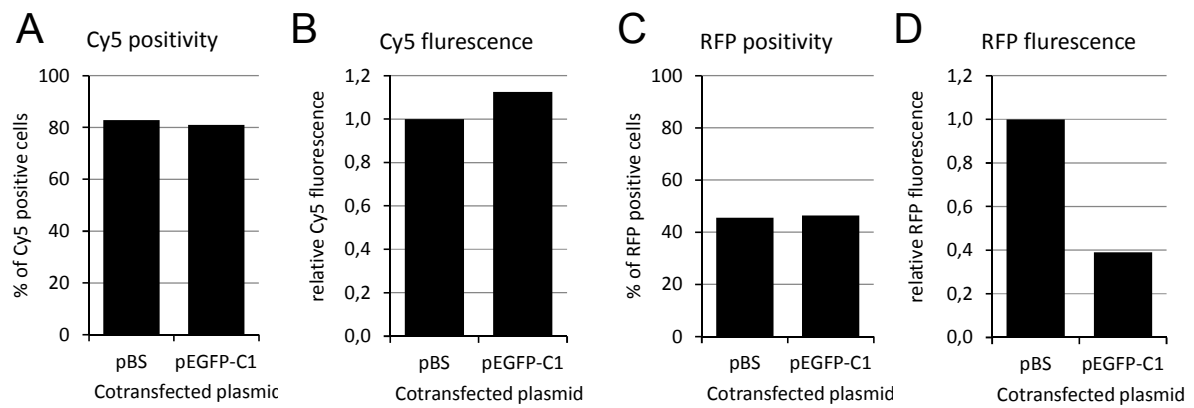 A
Cy5 positivity
% of Cy5 positive cells
100
80
60
40
20
0
pBS
pEGFP-C1
Cotransfected plasmid
B
Cy5 flurescence
relative Cy5 fluorescence
1,2
1,0
0,8
0,6
0,4
0,2
0,0
pBS
pEGFP-C1
Cotransfected plasmid
C
RFP positivity
% of RFP positive cells
100
80
60
40
20
0
pBS
pEGFP-C1
Cotransfected plasmid
D
RFP flurescence
relative RFP fluorescence
1,2
1,0
0,8
0,6
0,4
0,2
0,0
pBS
pEGFP-C1
Cotransfected plasmid